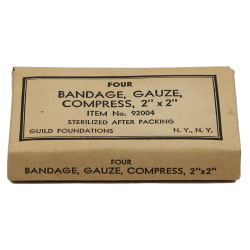 FOUR
BANDAGE, GAUZE,
COMPRESS, 2" x 2"
ITEM No. 92004
STERILIZED AFTER PACKING
GUILD FOUNDATIONS N. Y., N. Y.
FOUR
BANDAGE, GAUZE, COMPRESS, 2"x2"